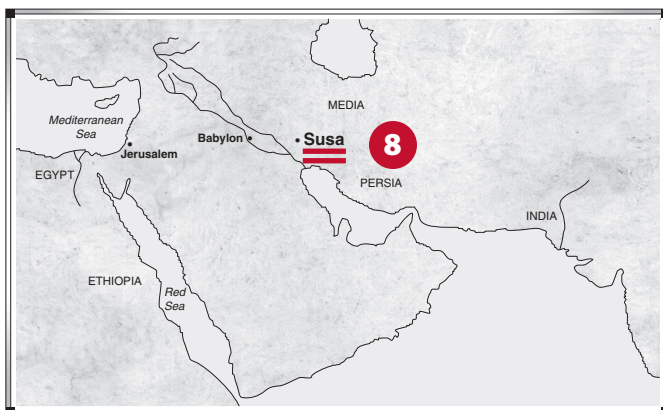 MEDIA
Mediterranean
Sea
Babylon
Susa
8
Jerusalem
EGYPT
PERSIA
INDIA
ETHIOPIA
Red
Sea